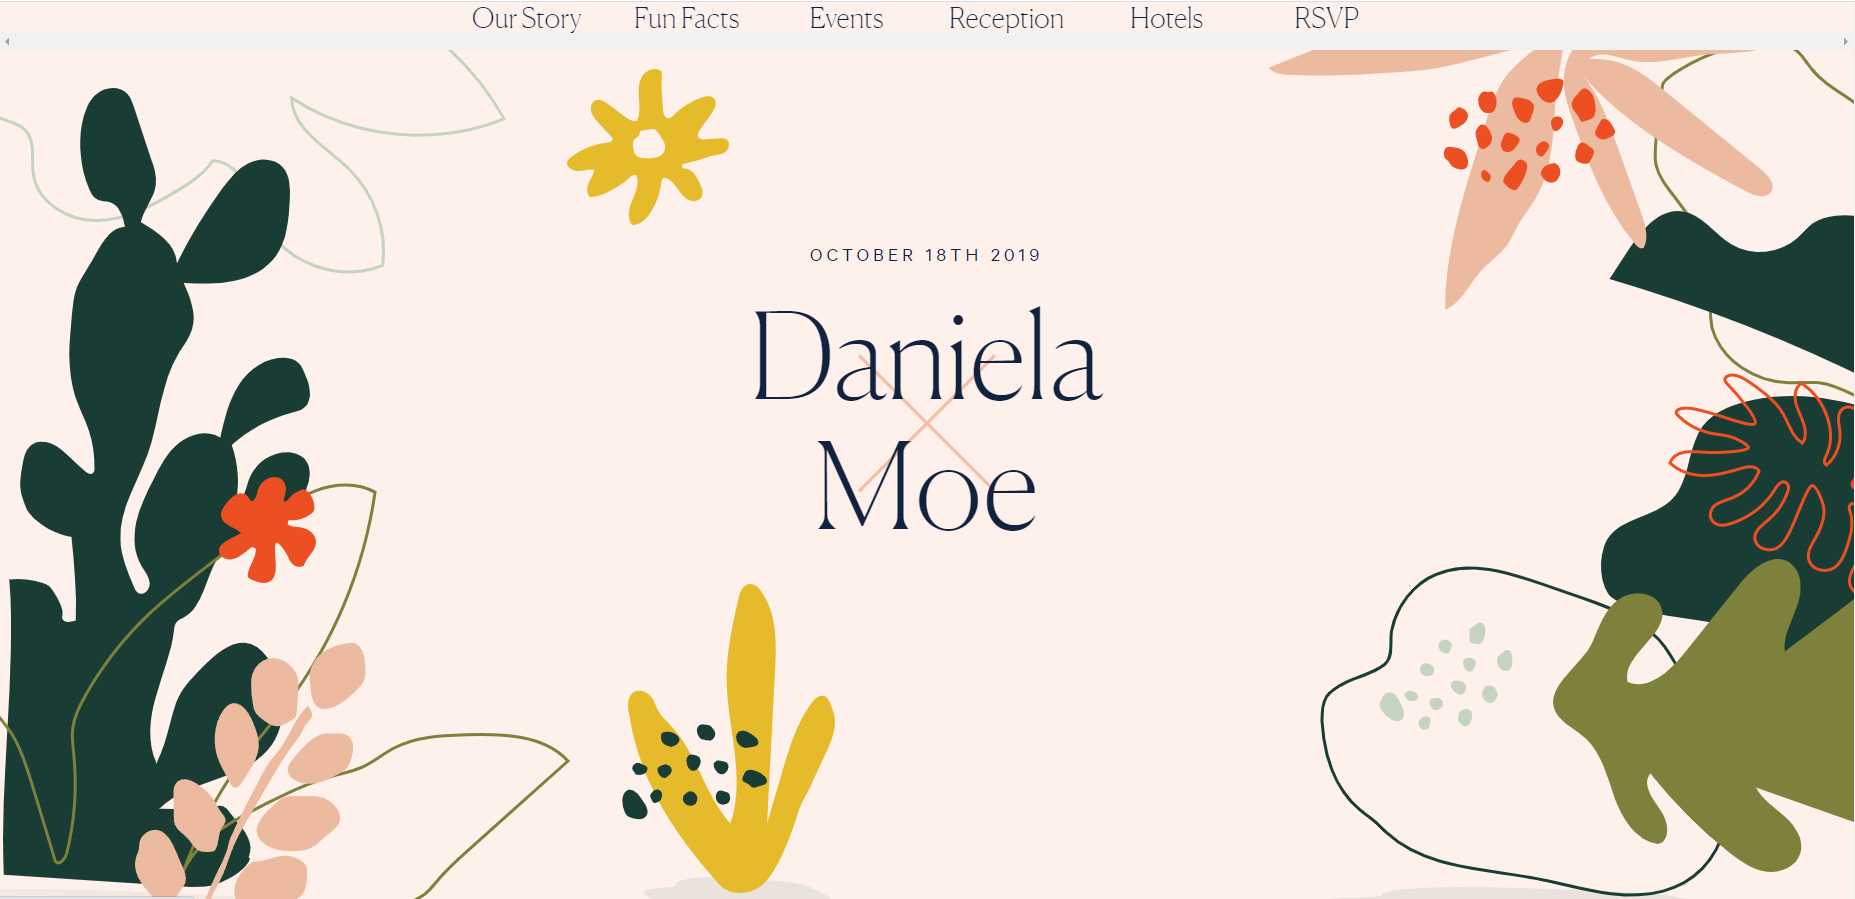 Our Story Fun Facts Events Reception Hotels RSVP
OCTOBER 18TH 2019
Daniela
Moe